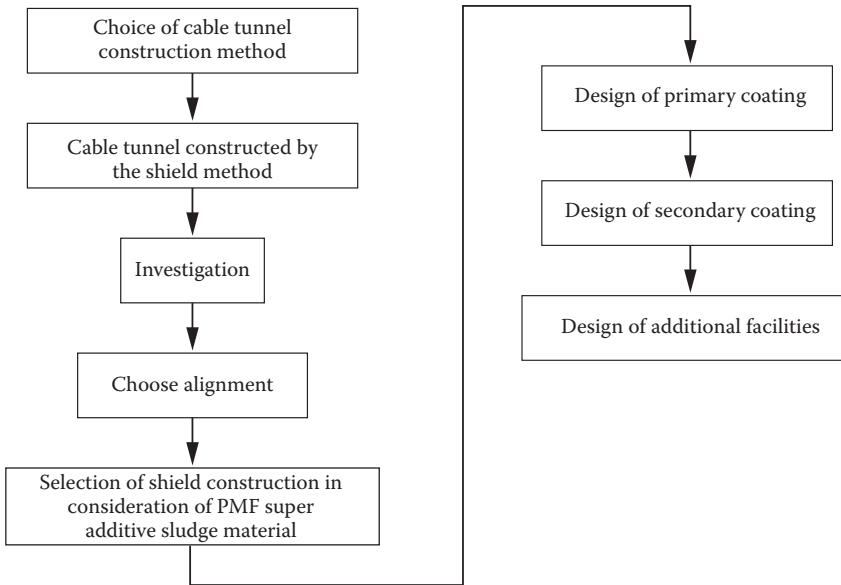 Choice of cable tunnel
construction method
Cable tunnel constructed by
the shield method
Investigation
Choose alignment
Selection of shield construction in
consideration of PMF super
additive sludge material
Design of primary coating
Design of secondary coating
Design of additional facilities